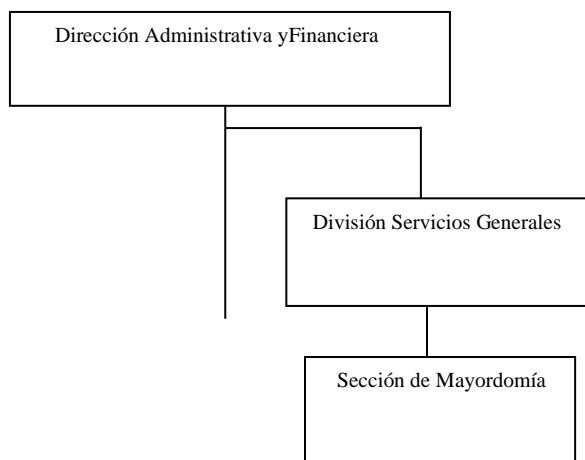 Dirección Administrativa yFinanciera
División Servicios Generales
Sección de Mayordomía